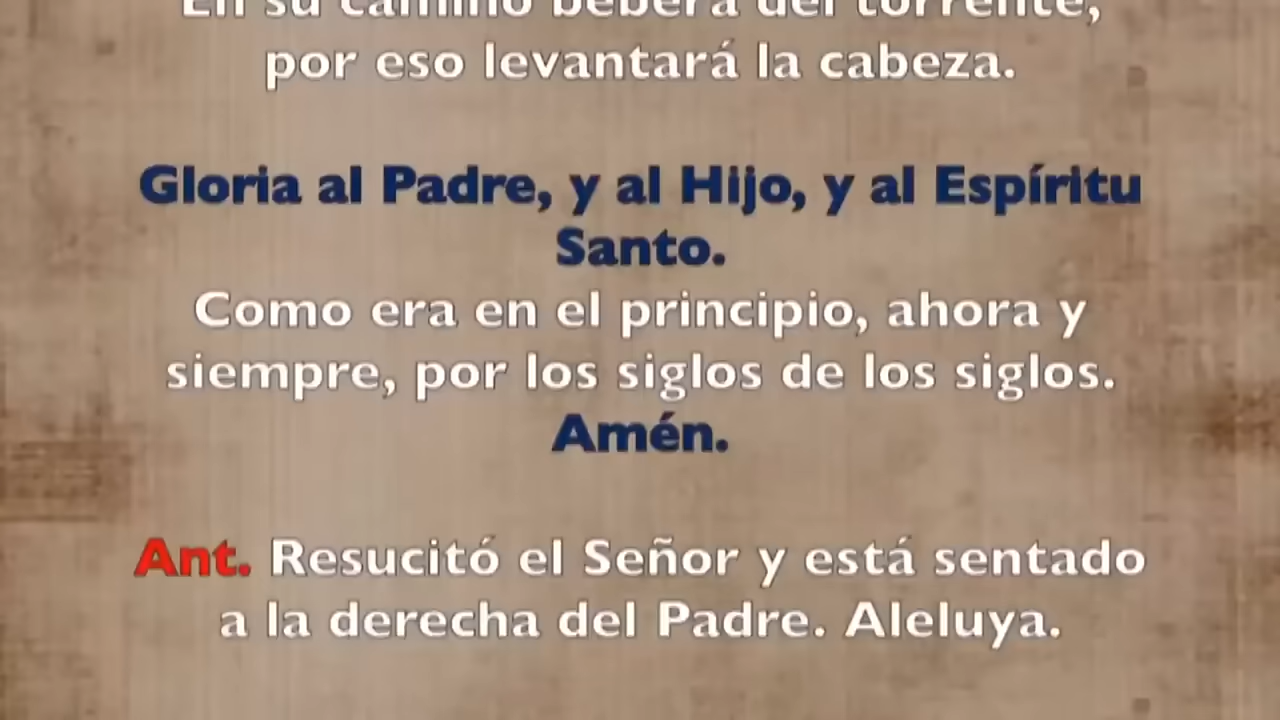 En su camino beberá del torrente,
por eso levantará la cabeza.
Gloria al Padre, y al Hijo, y al Espíritu
Santo.
Como era en el principio, ahora y
siempre, por los siglos de los siglos.
Amén.
Ant. Resucitó el Señor y está sentado
a la derecha del Padre. Aleluya.